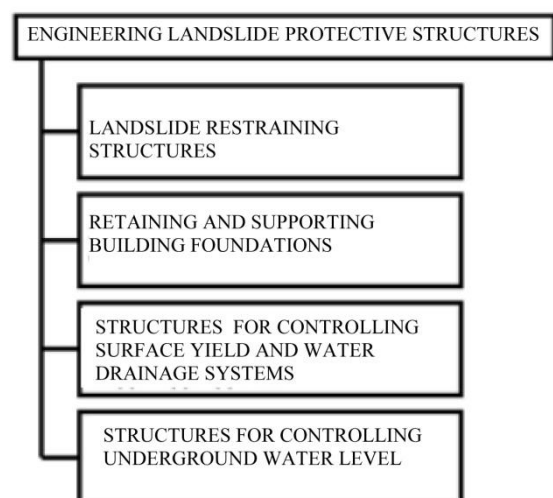 ENGINEERING LANDSLIDE PROTECTIVE STRUCTURES
LANDSLIDE RESTRAINING
STRUCTURES
RETAINING AND SUPPORTING
BUILDING FOUNDATIONS
STRUCTURES FOR CONTROLLING
SURFACE YIELD AND WATER
DRAINAGE SYSTEMS
STRUCTURES FOR CONTROLLING
UNDERGROUND WATER LEVEL